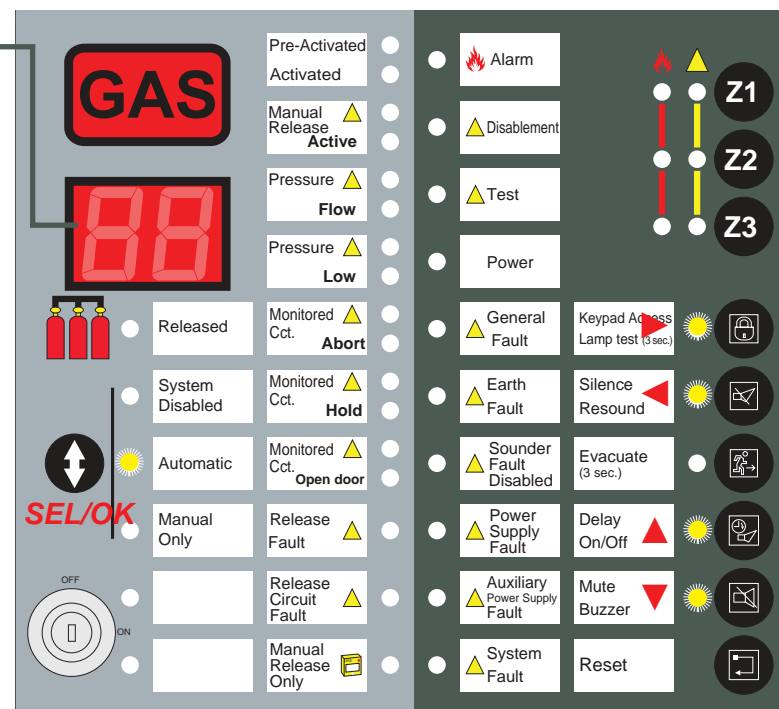 GAS
88
Released
System
Disabled
Automatic
SEL/OK
Manual
Only
OFF
ON
Pre-Activated
Activated
Manual
Release
Active
Pressure
Flow
Pressure
Low
Monitored
Cct.
Abort
Monitored
Cct.
Hold
Monitored
Cct.
Open door
Release
Fault
Release
Circuit
Fault
Manual
Release
Only
Alarm
Disablement
Test
Power
General
Fault
Earth
Fault
Sounder
Fault
Disabled
Power
Supply
Fault
Auxiliary
Power Supply
Fault
System
Fault
Keypad Access
Lamp test (3 sec.)
Silence
Resound
Evacuate
(3 sec.)
Delay
On/Off
Mute
Buzzer
Reset
Z1
Z2
Z3